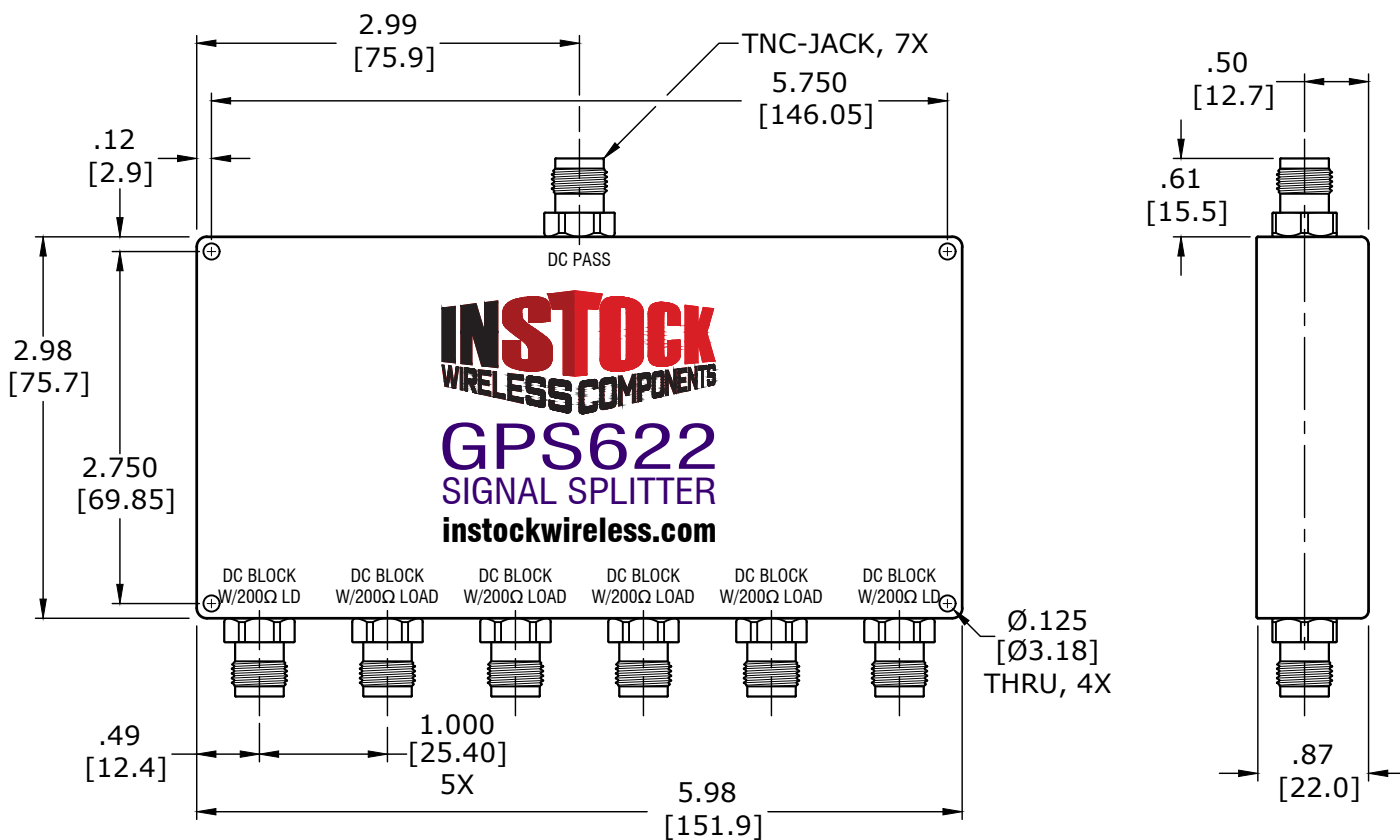 2.99
[75.9]
TNC-JACK, 7X
5.750
[146.05]
.50
[12.7]
.12
[2.9]
.61
[15.5]
DC PASS
INSTOCK
WIRELESS COMPONENTS
2.98
[75.7]
GPS622
SIGNAL SPLITTER
instockwireless.com
2.750
[69.85]
DC BLOCK
W/200Ω LD
DC BLOCK
W/200Ω LOAD
DC BLOCK
W/200Ω LOAD
DC BLOCK
W/200Ω LOAD
DC BLOCK
W/200Ω LOAD
DC BLOCK
W/200Ω LD
Ø.125
[Ø3.18]
THRU, 4X
.49
[12.4]
1.000
[25.40]
5X
5.98
[151.9]
.87
[22.0]